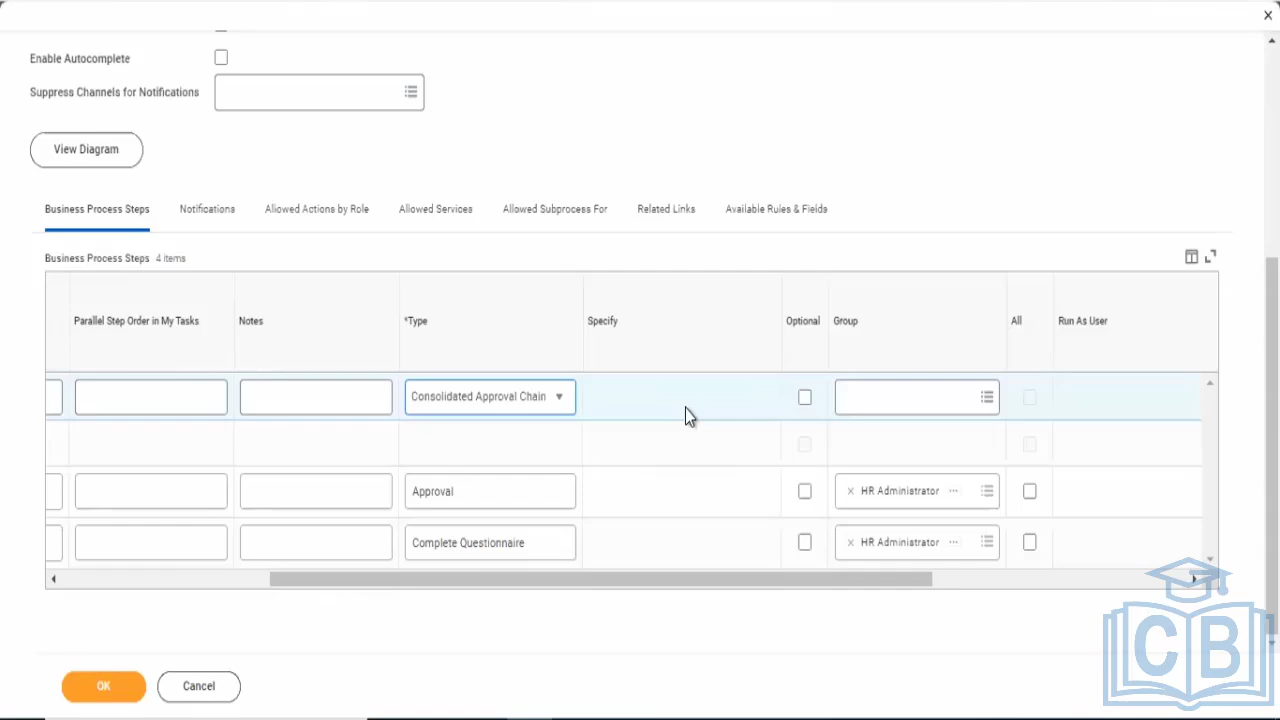 Enable Autocomplete
Suppress Channels for Notifications
View Diagram
Business Process Steps Notifications Allowed Actions by Role Allowed Services Allowed Subprocess For Related Links Available Rules & Fields
Business Process Steps 4 items
Parallel Step Order in My Tasks Notes *Type Specify Optional Group All Run As User
Consolidated Approval Chain
Approval HR Administrator
Complete Questionnaire HR Administrator
OK Cancel
CB